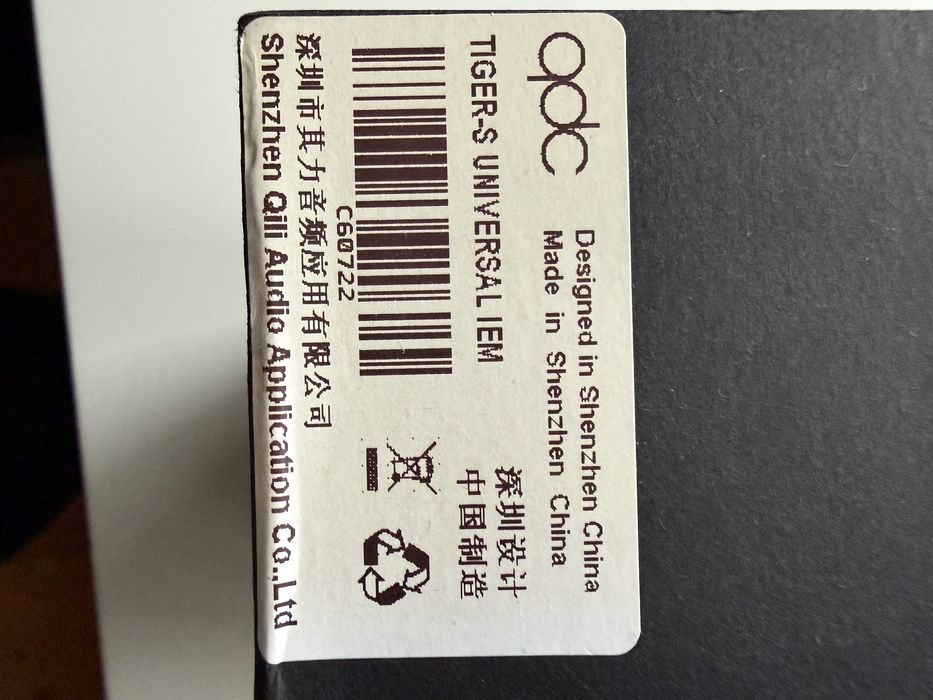 qdc
Designed in Shenzhen China
Made in Shenzhen China
深圳设计
中国制造
TIGER-S UNIVERSAL IEM
C60722
深圳市其力音频应用有限公司
Shenzhen Qili Audio Application Co.,Ltd